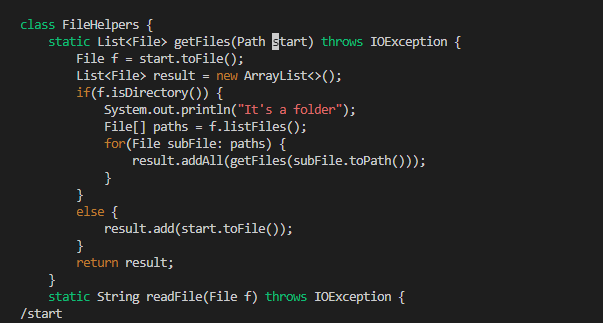 class FileHelpers {
    static List<File> getFiles(Path start) throws IOException {
        File f = start.toFile();
        List<File> result = new ArrayList<>();
        if(f.isDirectory()) {
            System.out.println("It's a folder");
            File[] paths = f.listFiles();
            for(File subFile: paths) {
                result.addAll(getFiles(subFile.toPath()));
            }
        }
        else {
            result.add(start.toFile());
        }
        return result;
    }
    static String readFile(File f) throws IOException {
/start